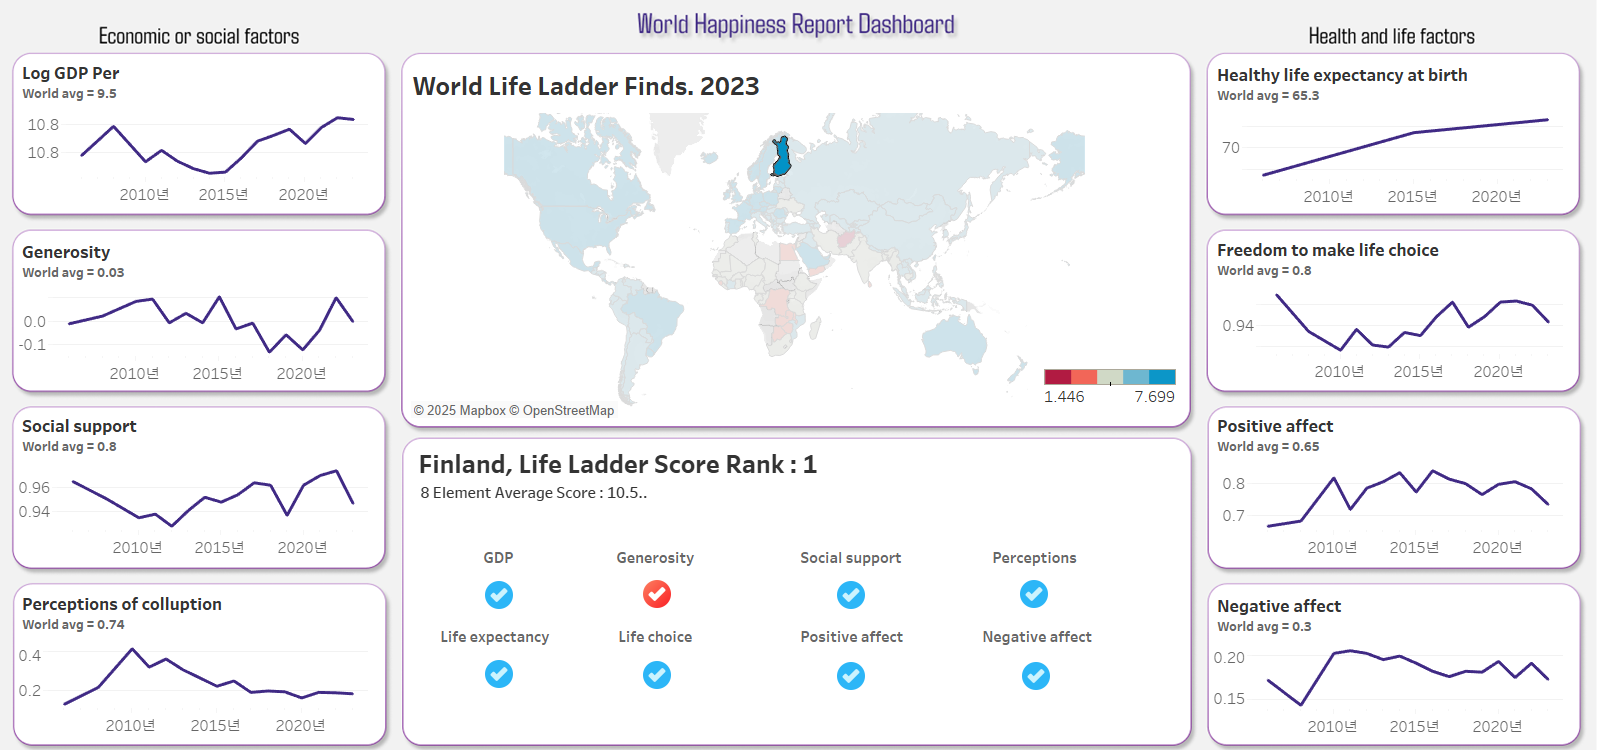 World Happiness Report Dashboard
Economic or social factors
Log GDP Per
World avg = 9.5
10.8
10.8
2010년 2015년 2020년
Generosity
World avg = 0.03
0.0
-0.1
2010년 2015년 2020년
Social support
World avg = 0.8
0.96
0.94
2010년 2015년 2020년
Perceptions of colluption
World avg = 0.74
0.4
0.2
2010년 2015년 2020년
World Life Ladder Finds. 2023
1.446 7.699
© 2025 Mapbox © OpenStreetMap
Finland, Life Ladder Score Rank : 1
8 Element Average Score : 10.5..
GDP Generosity Social support Perceptions
Life expectancy Life choice Positive affect Negative affect
Health and life factors
Healthy life expectancy at birth
World avg = 65.3
70
2010년 2015년 2020년
Freedom to make life choice
World avg = 0.8
0.94
2010년 2015년 2020년
Positive affect
World avg = 0.65
0.8
0.7
2010년 2015년 2020년
Negative affect
World avg = 0.3
0.20
0.15
2010년 2015년 2020년